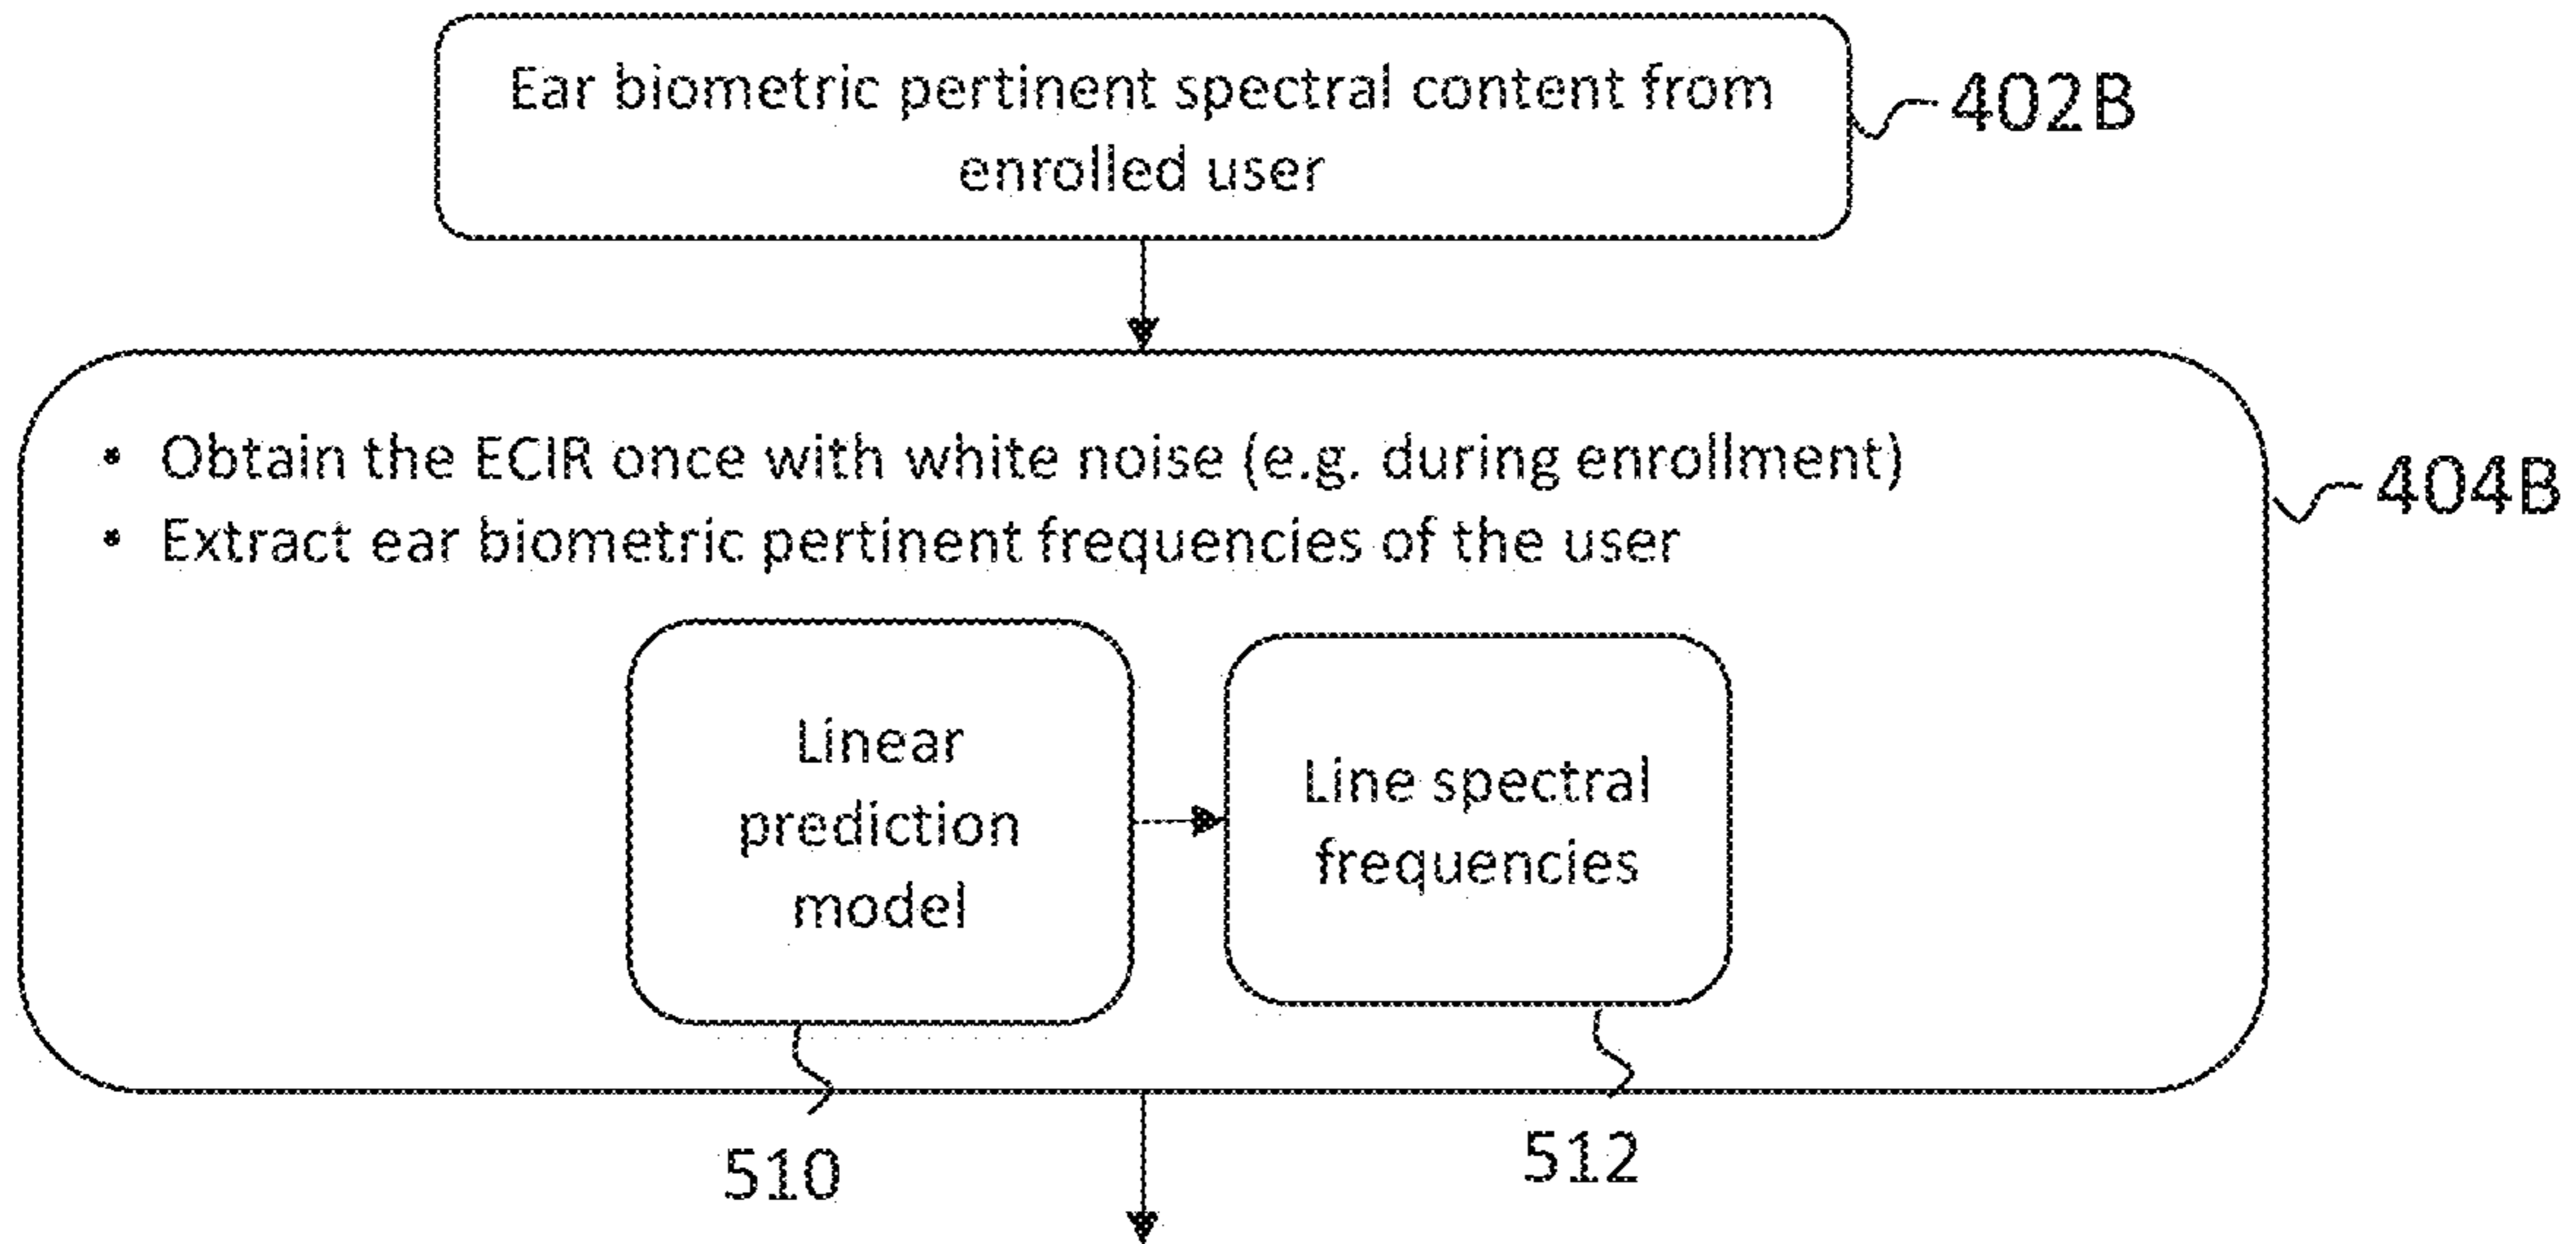 Ear biometric pertinent spectral content from
enrolled user
402B
• Obtain the ECIR once with white noise (e.g. during enrollment)
• Extract ear biometric pertinent frequencies of the user
404B
Linear
prediction
model
Line spectral
frequencies
510
512